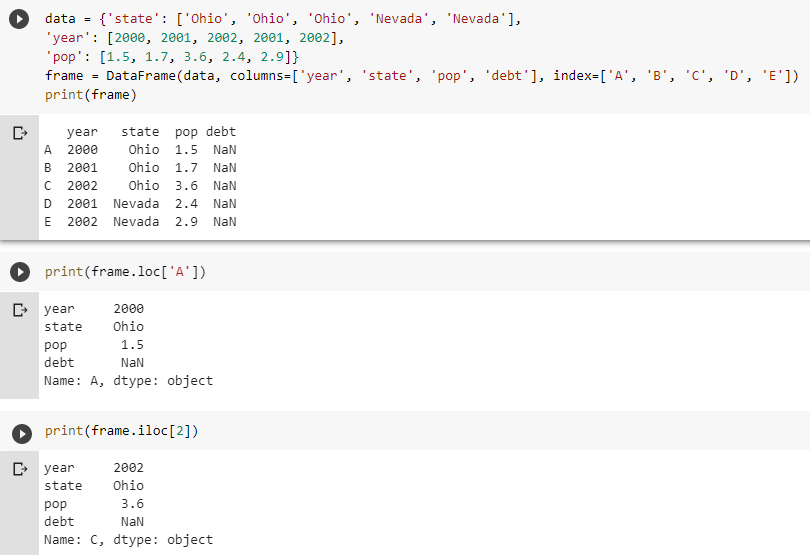 data = {'state': ['Ohio', 'Ohio', 'Ohio', 'Nevada', 'Nevada'],
'year': [2000, 2001, 2002, 2001, 2002],
'pop': [1.5, 1.7, 3.6, 2.4, 2.9]}
frame = DataFrame(data, columns=['year', 'state', 'pop', 'debt'], index=['A', 'B', 'C', 'D', 'E'])
print(frame)
year state pop debt
A 2000 Ohio 1.5 NaN
B 2001 Ohio 1.7 NaN
C 2002 Ohio 3.6 NaN
D 2001 Nevada 2.4 NaN
E 2002 Nevada 2.9 NaN
print(frame.loc['A'])
year 2000
state Ohio
pop 1.5
debt NaN
Name: A, dtype: object
print(frame.iloc[2])
year 2002
state Ohio
pop 3.6
debt NaN
Name: C, dtype: object